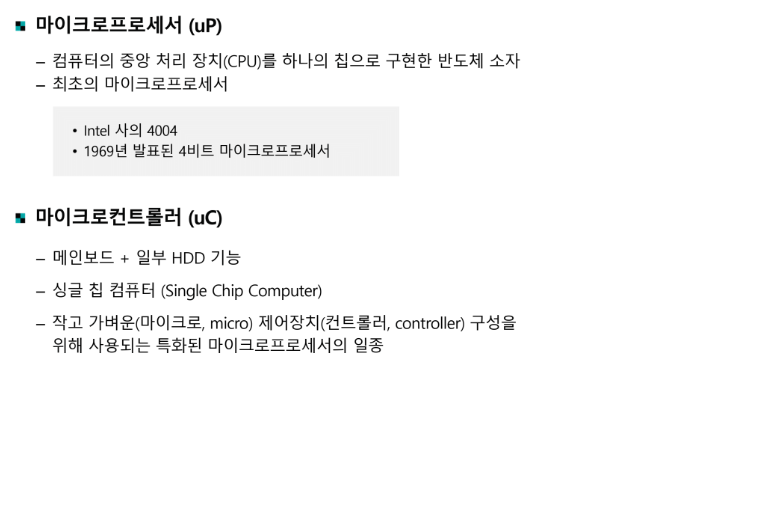 마이크로프로세서 (uP)
– 컴퓨터의 중앙 처리 장치(CPU)를 하나의 칩으로 구현한 반도체 소자
– 최초의 마이크로프로세서
• Intel 사의 4004
• 1969년 발표된 4비트 마이크로프로세서
마이크로컨트롤러 (uC)
– 메인보드 + 일부 HDD 기능
– 싱글 칩 컴퓨터 (Single Chip Computer)
– 작고 가벼운(마이크로, micro) 제어장치(컨트롤러, controller) 구성을
위해 사용되는 특화된 마이크로프로세서의 일종